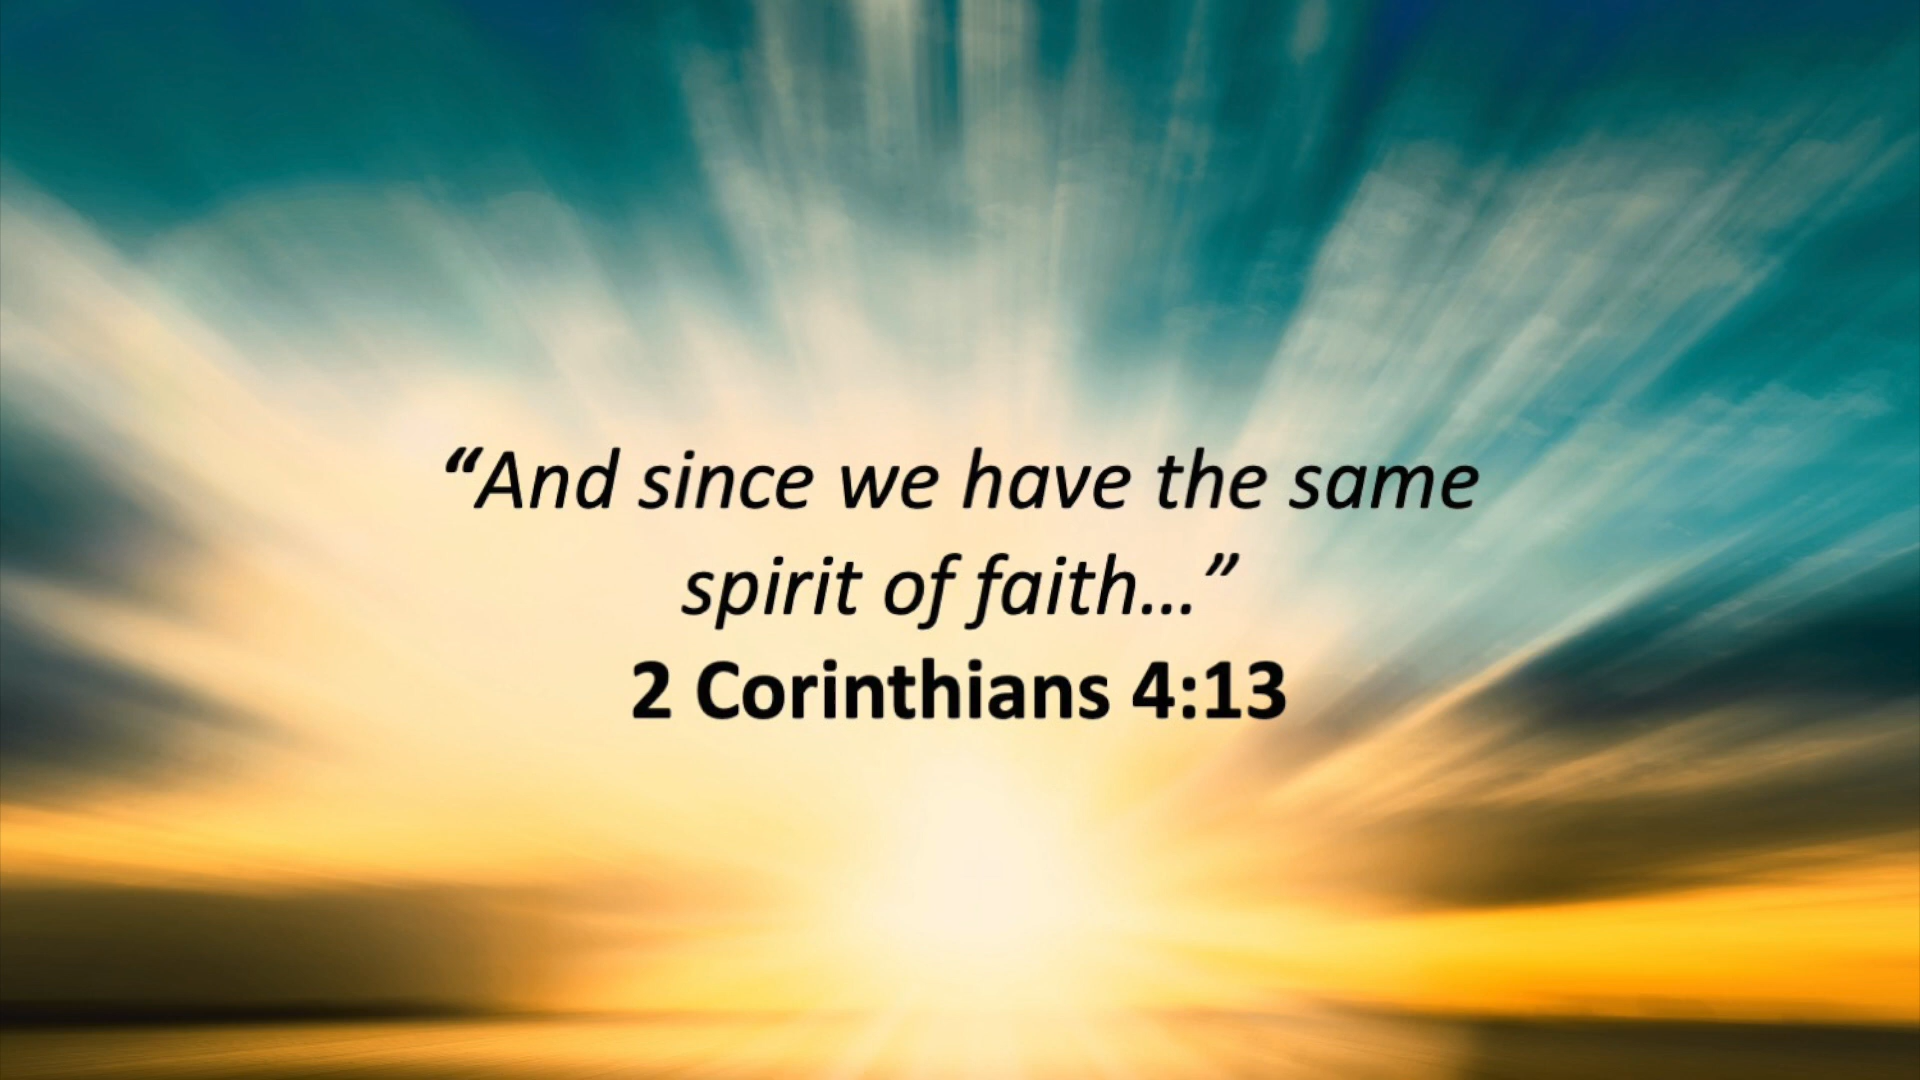 “And since we have the same
spirit of faith…”
2 Corinthians 4:13